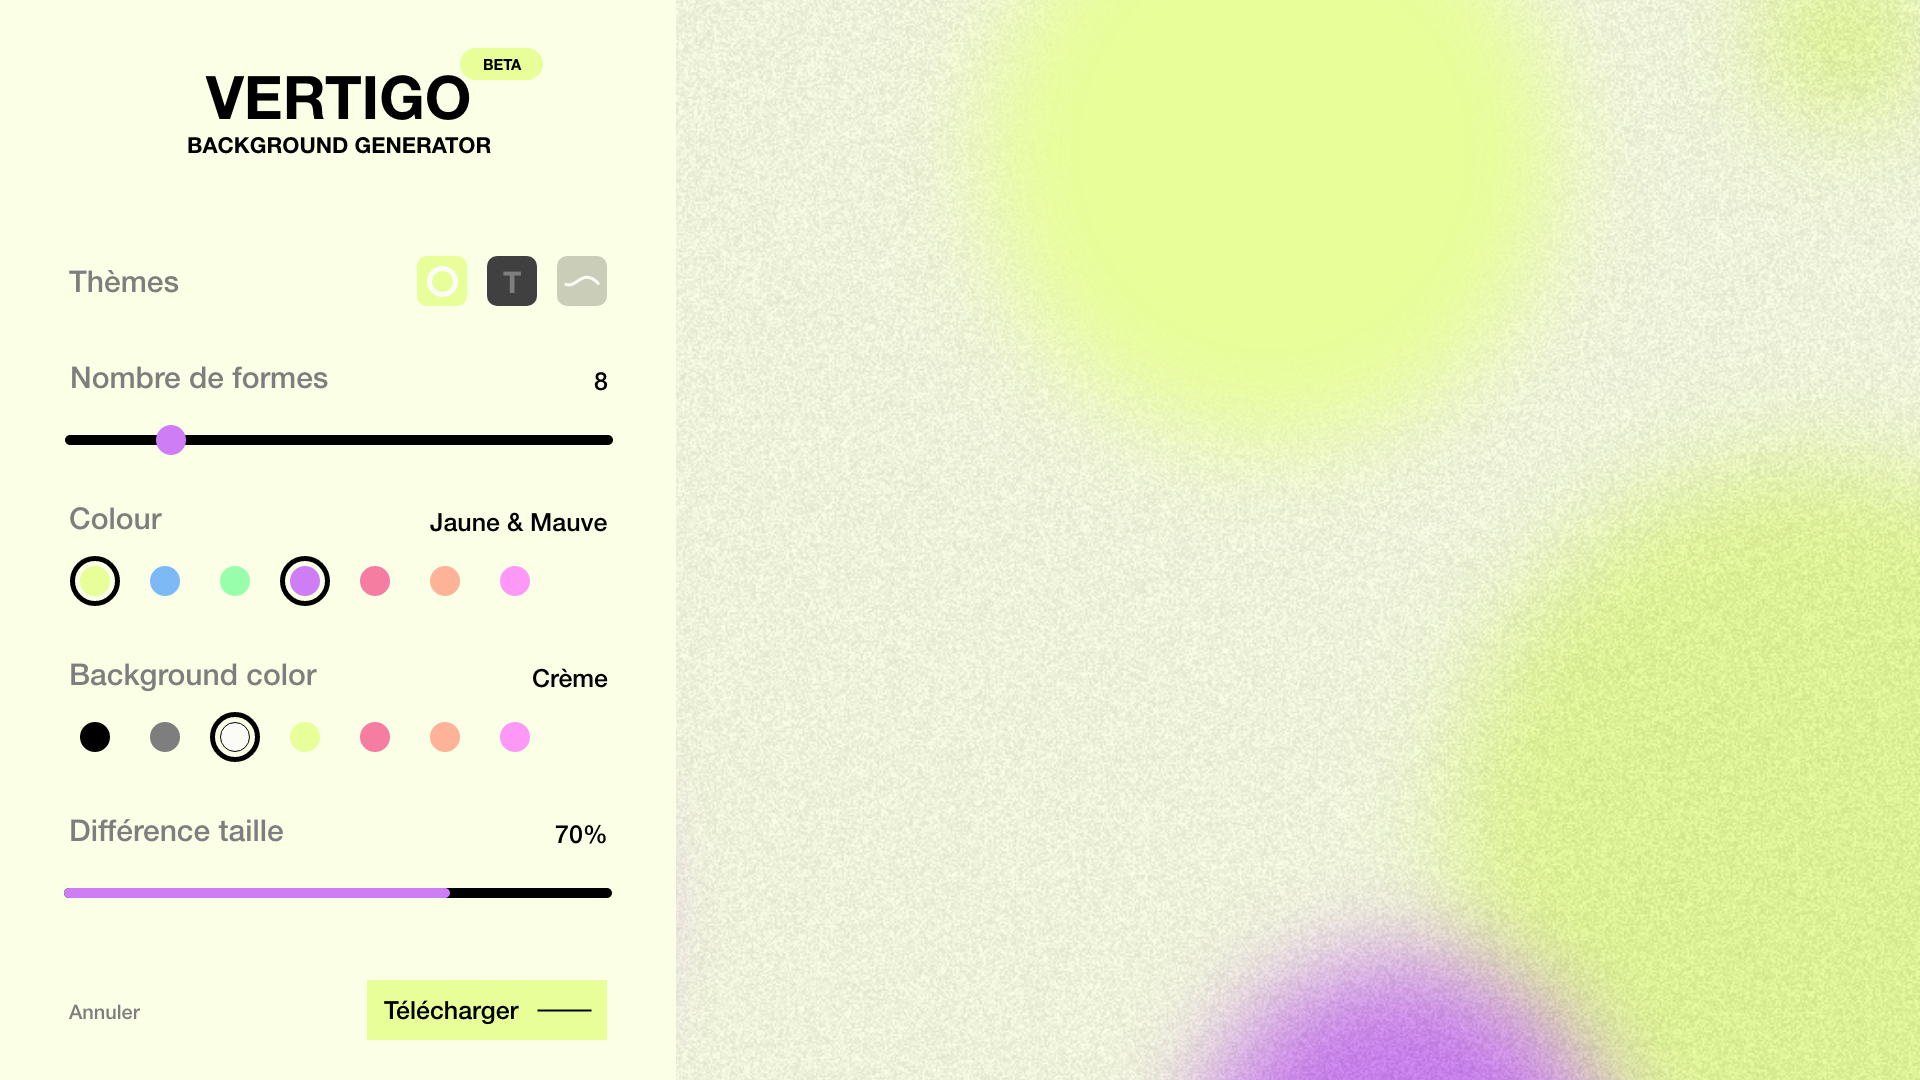 BETA
VERTIGO
BACKGROUND GENERATOR
Thèmes
T
Nombre de formes
8
Colour
Jaune & Mauve
Background color
Crème
Différence taille
70%
Annuler
Télécharger